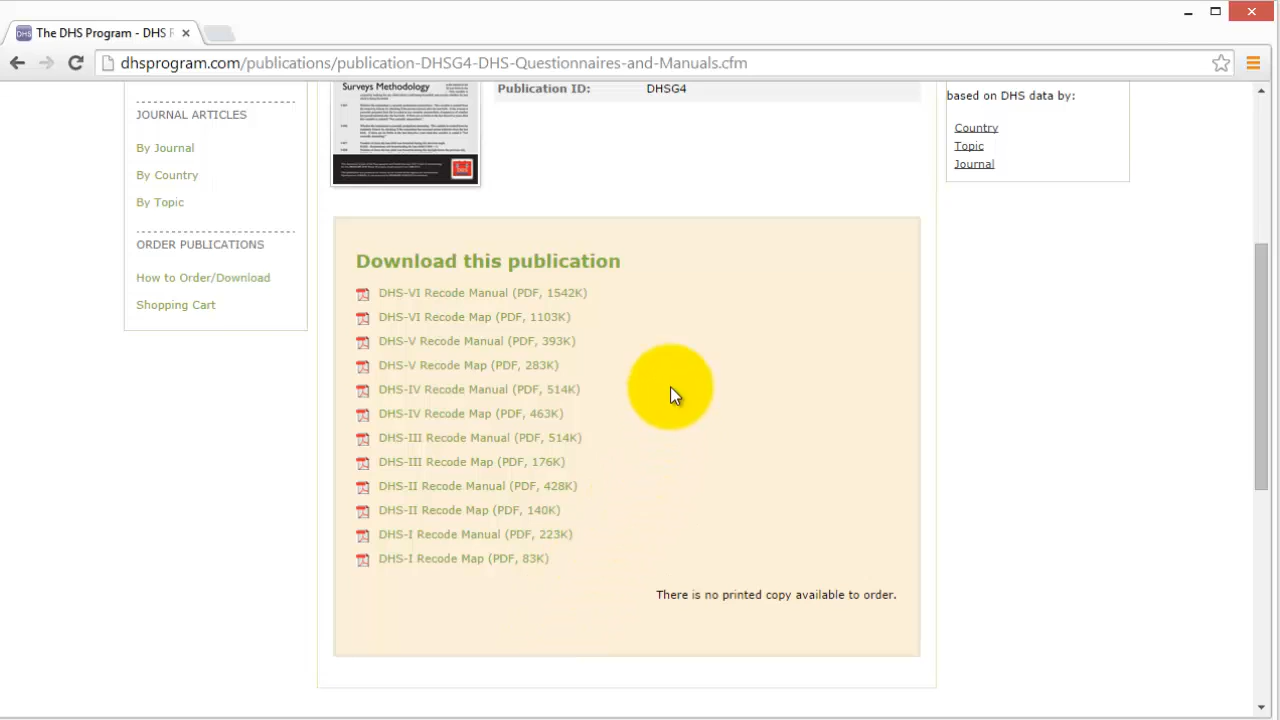 The DHS Program - DHS R
dhsprogram.com/publications/publication-DHSG4-DHS-Questionnaires-and-Manuals.cfm
JOURNAL ARTICLES
By Journal
By Country
By Topic
ORDER PUBLICATIONS
How to Order/Download
Shopping Cart
Surveys Methodology
Publication ID: DHSG4
based on DHS data by:
Country
Topic
Journal
Download this publication
DHS-VI Recode Manual (PDF, 1542K)
DHS-VI Recode Map (PDF, 1103K)
DHS-V Recode Manual (PDF, 393K)
DHS-V Recode Map (PDF, 283K)
DHS-IV Recode Manual (PDF, 514K)
DHS-IV Recode Map (PDF, 463K)
DHS-III Recode Manual (PDF, 514K)
DHS-III Recode Map (PDF, 176K)
DHS-II Recode Manual (PDF, 428K)
DHS-II Recode Map (PDF, 140K)
DHS-I Recode Manual (PDF, 223K)
DHS-I Recode Map (PDF, 83K)
There is no printed copy available to order.